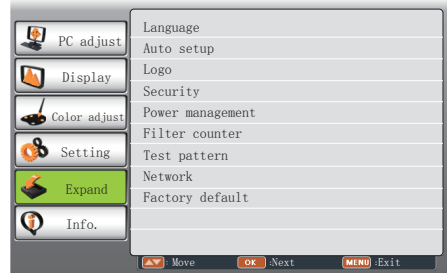 PC adjust
Display
Color adjust
Setting
Expand
Info.
Language
Auto setup
Logo
Security
Power management
Filter counter
Test pattern
Network
Factory default
: Move OK :Next MENU :Exit